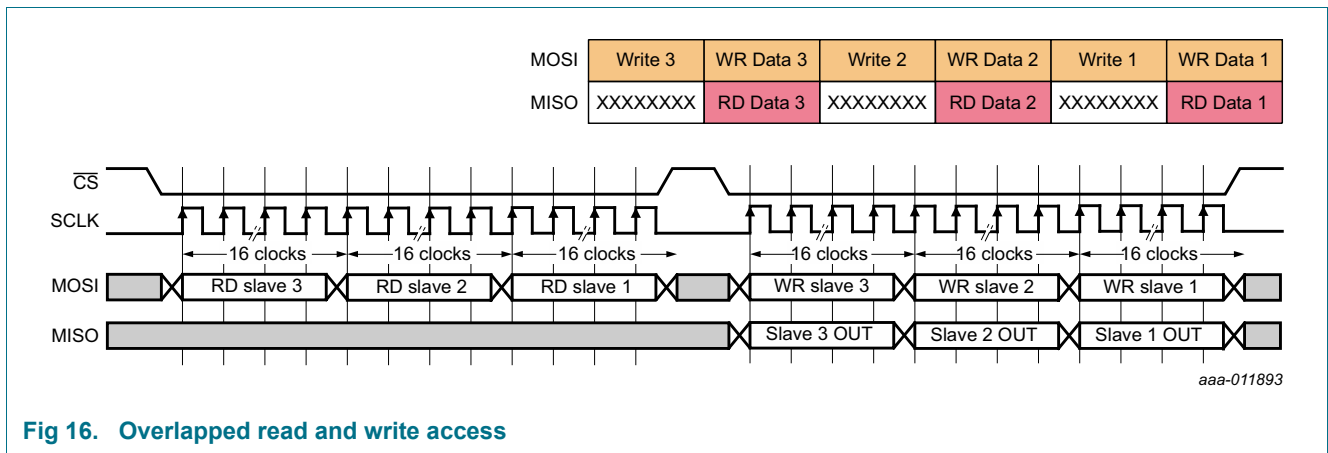 MOSI Write 3 WR Data 3 Write 2 WR Data 2 Write 1 WR Data 1
MISO XXXXXXXX RD Data 3 XXXXXXXX RD Data 2 XXXXXXXX RD Data 1
CS
SCLK
16 clocks 16 clocks 16 clocks 16 clocks 16 clocks 16 clocks
MOSI RD slave 3 RD slave 2 RD slave 1 WR slave 3 WR slave 2 WR slave 1
MISO Slave 3 OUT Slave 2 OUT Slave 1 OUT
aaa-011893
Fig 16. Overlapped read and write access